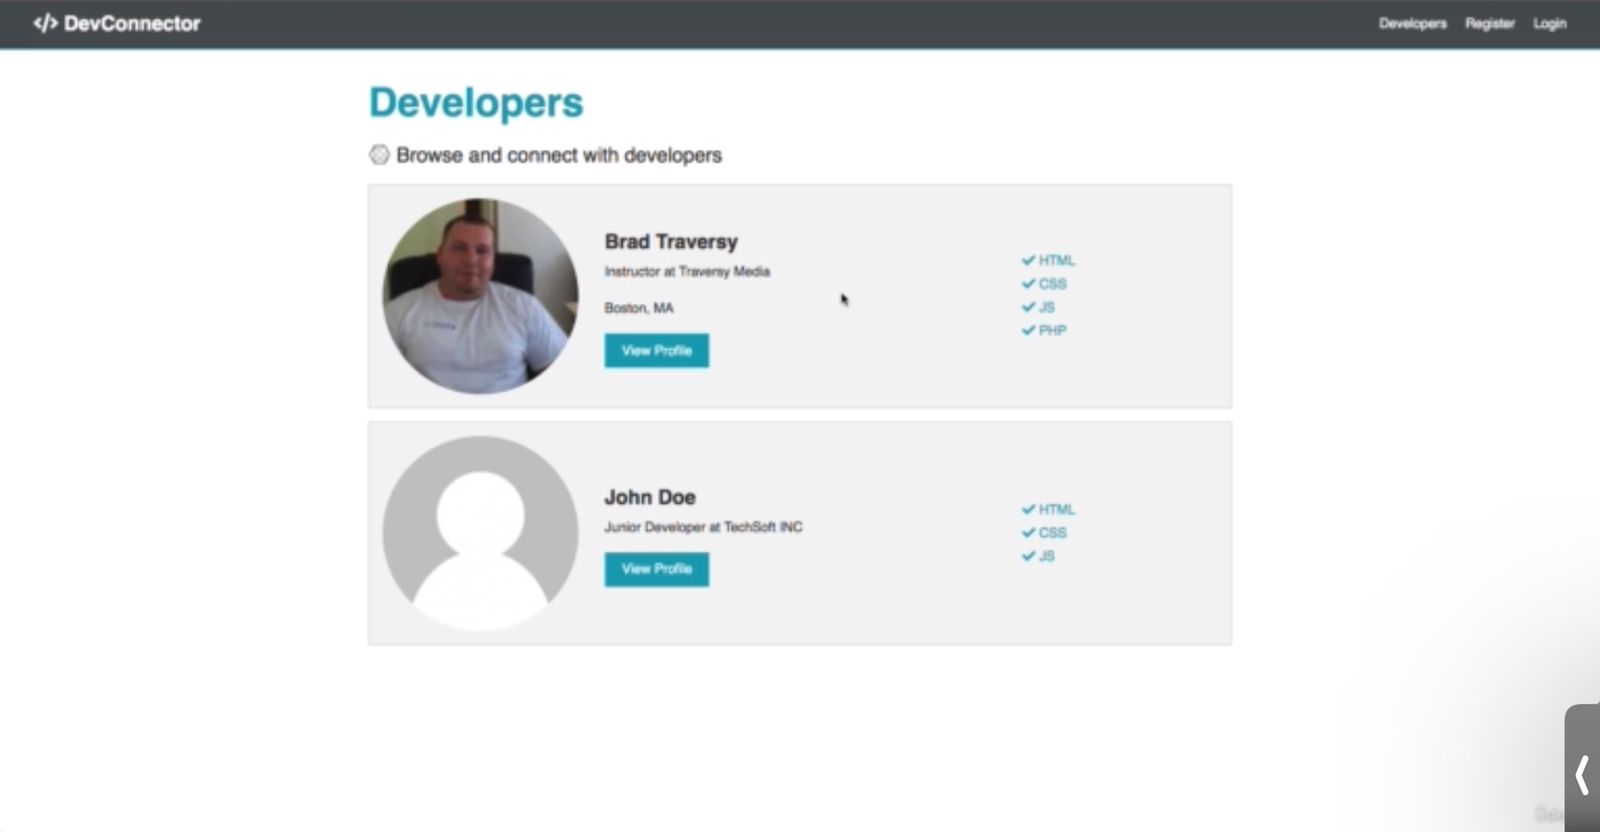 </> DevConnector
Developers Register Login
Developers
Browse and connect with developers
Brad Traversy
Instructor at Traversy Media
Boston, MA
View Profile
HTML
CSS
JS
PHP
John Doe
Junior Developer at TechSoft INC
View Profile
HTML
CSS
JS